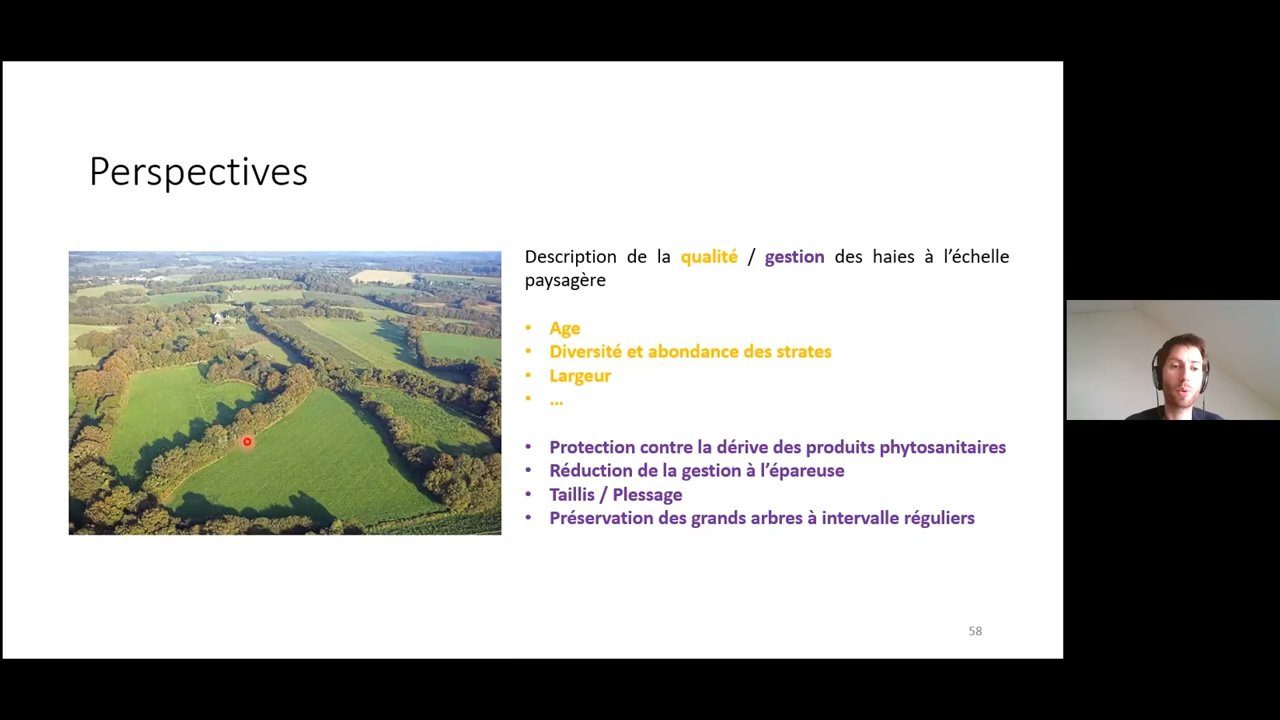 Perspectives
Description de la qualité / gestion des haies à l’échelle
paysagère
• Age
• Diversité et abondance des strates
• Largeur
• ...
• Protection contre la dérive des produits phytosanitaires
• Réduction de la gestion à l’épareuse
• Taillis / Plessage
• Préservation des grands arbres à intervalle réguliers
58